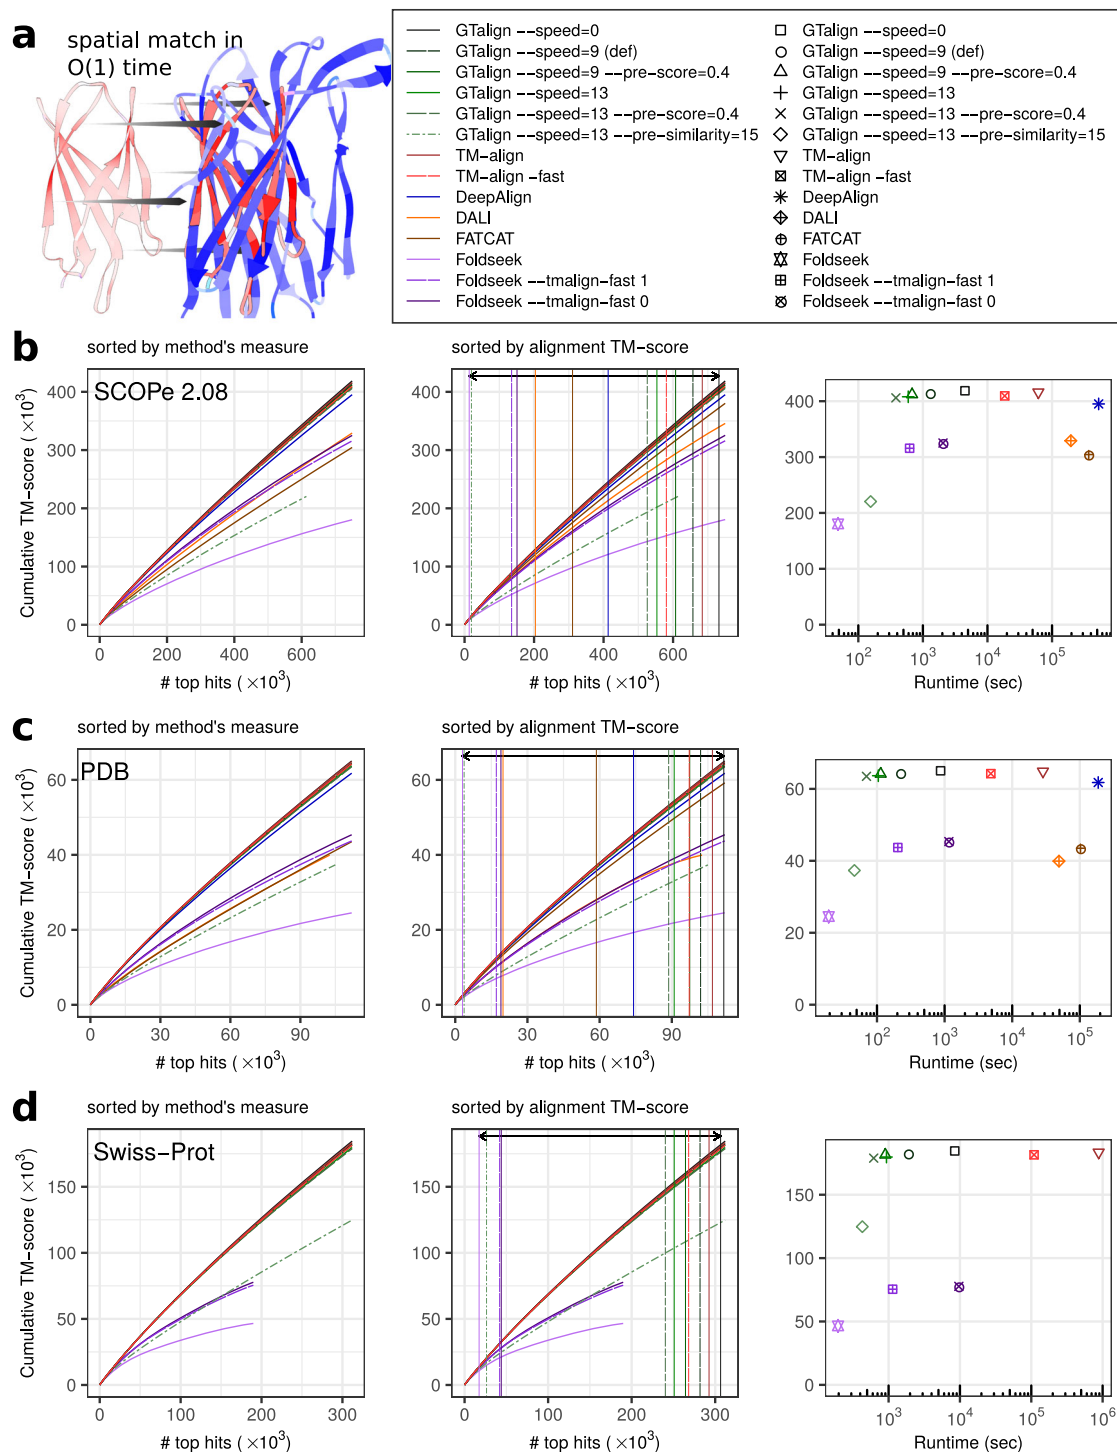 a
spatial match in
O(1) time
GTalign --speed=0
GTalign --speed=9 (def)
GTalign --speed=9 --pre-score=0.4
GTalign --speed=13
GTalign --speed=13 --pre-score=0.4
GTalign --speed=13 --pre-similarity=15
TM-align
TM-align -fast
DeepAlign
DALI
FATCAT
Foldseek
Foldseek --tmalign-fast 1
Foldseek --tmalign-fast 0
GTalign --speed=0
GTalign --speed=9 (def)
GTalign --speed=9 --pre-score=0.4
GTalign --speed=13
GTalign --speed=13 --pre-score=0.4
GTalign --speed=13 --pre-similarity=15
TM-align
TM-align -fast
DeepAlign
DALI
FATCAT
Foldseek
Foldseek --tmalign-fast 1
Foldseek --tmalign-fast 0
b
sorted by method's measure
SCOPe 2.08
Cumulative TM-score (×10³)
400
300
200
100
0
0 200 400 600
# top hits (×10³)
sorted by alignment TM-score
400
300
200
100
0
0 200 400 600
# top hits (×10³)
400
300
200
100
0
10² 10³ 10⁴ 10⁵
Runtime (sec)
c
sorted by method's measure
PDB
Cumulative TM-score (×10³)
60
40
20
0
0 30 60 90
# top hits (×10³)
sorted by alignment TM-score
60
40
20
0
0 30 60 90
# top hits (×10³)
60
40
20
0
10² 10³ 10⁴ 10⁵
Runtime (sec)
d
sorted by method's measure
Swiss-Prot
Cumulative TM-score (×10³)
150
100
50
0
0 100 200 300
# top hits (×10³)
sorted by alignment TM-score
150
100
50
0
0 100 200 300
# top hits (×10³)
150
100
50
0
10³ 10⁴ 10⁵ 10⁶
Runtime (sec)